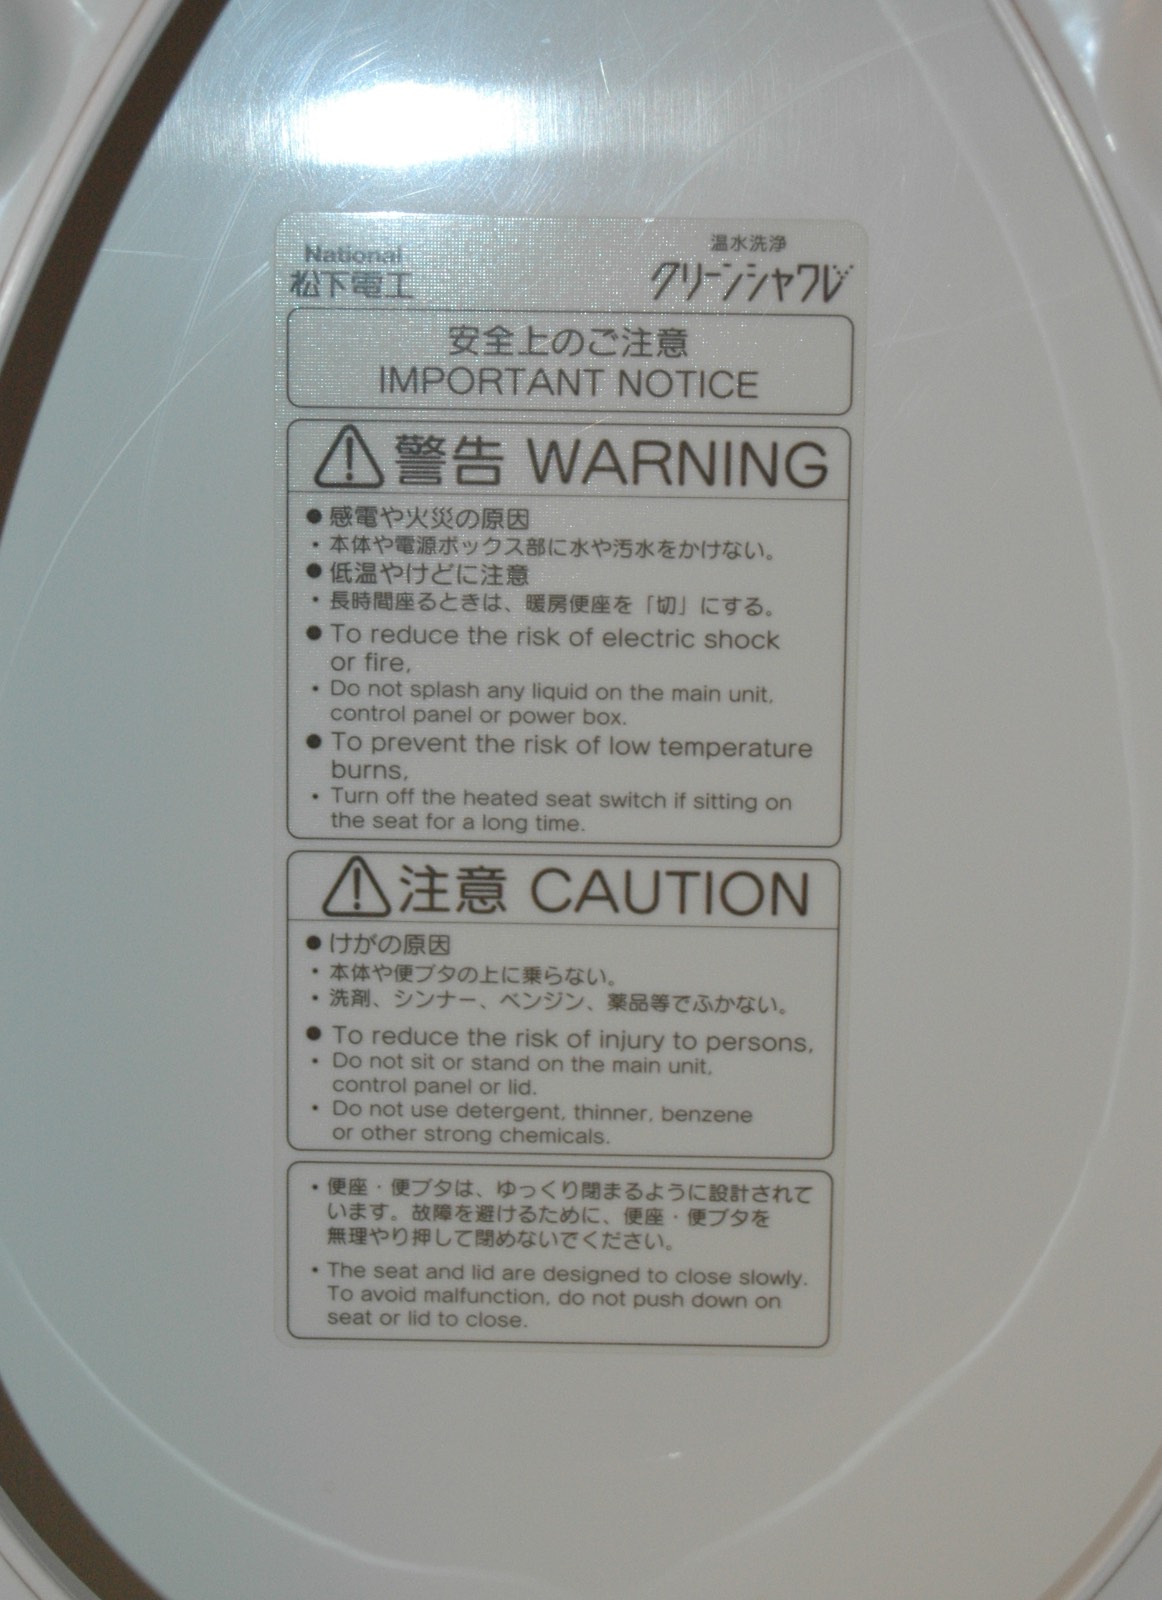 National
松下電工
温水洗浄
クリーンシャワレ
安全上のご注意
IMPORTANT NOTICE
警告 WARNING
●感電や火災の原因
・本体や電源ボックス部に水や汚水をかけない。
●低温やけどに注意
・長時間座るときは、暖房便座を「切」にする。
●To reduce the risk of electric shock
or fire,
・Do not splash any liquid on the main unit,
control panel or power box.
●To prevent the risk of low temperature
burns,
・Turn off the heated seat switch if sitting on
the seat for a long time.
注意 CAUTION
●けがの原因
・本体や便ブタの上に乗らない。
・洗剤、シンナー、ベンジン、薬品等でふかない。
●To reduce the risk of injury to persons,
・Do not sit or stand on the main unit,
control panel or lid.
・Do not use detergent, thinner, benzene
or other strong chemicals.
・便座・便ブタは、ゆっくり閉まるように設計されて
います。故障を避けるために、便座・便ブタを
無理やり押して閉めないでください。
・The seat and lid are designed to close slowly.
To avoid malfunction, do not push down on
seat or lid to close.